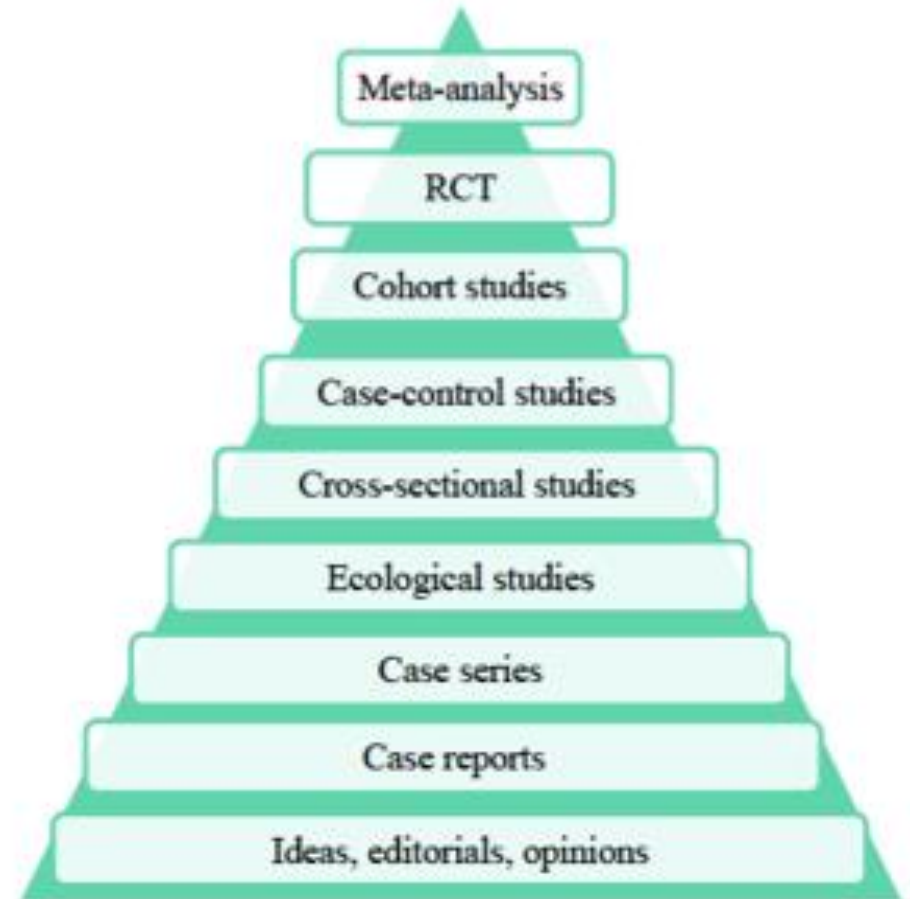 Meta-analysis
RCT
Cohort studies
Case-control studies
Cross-sectional studies
Ecological studies
Case series
Case reports
Ideas, editorials, opinions